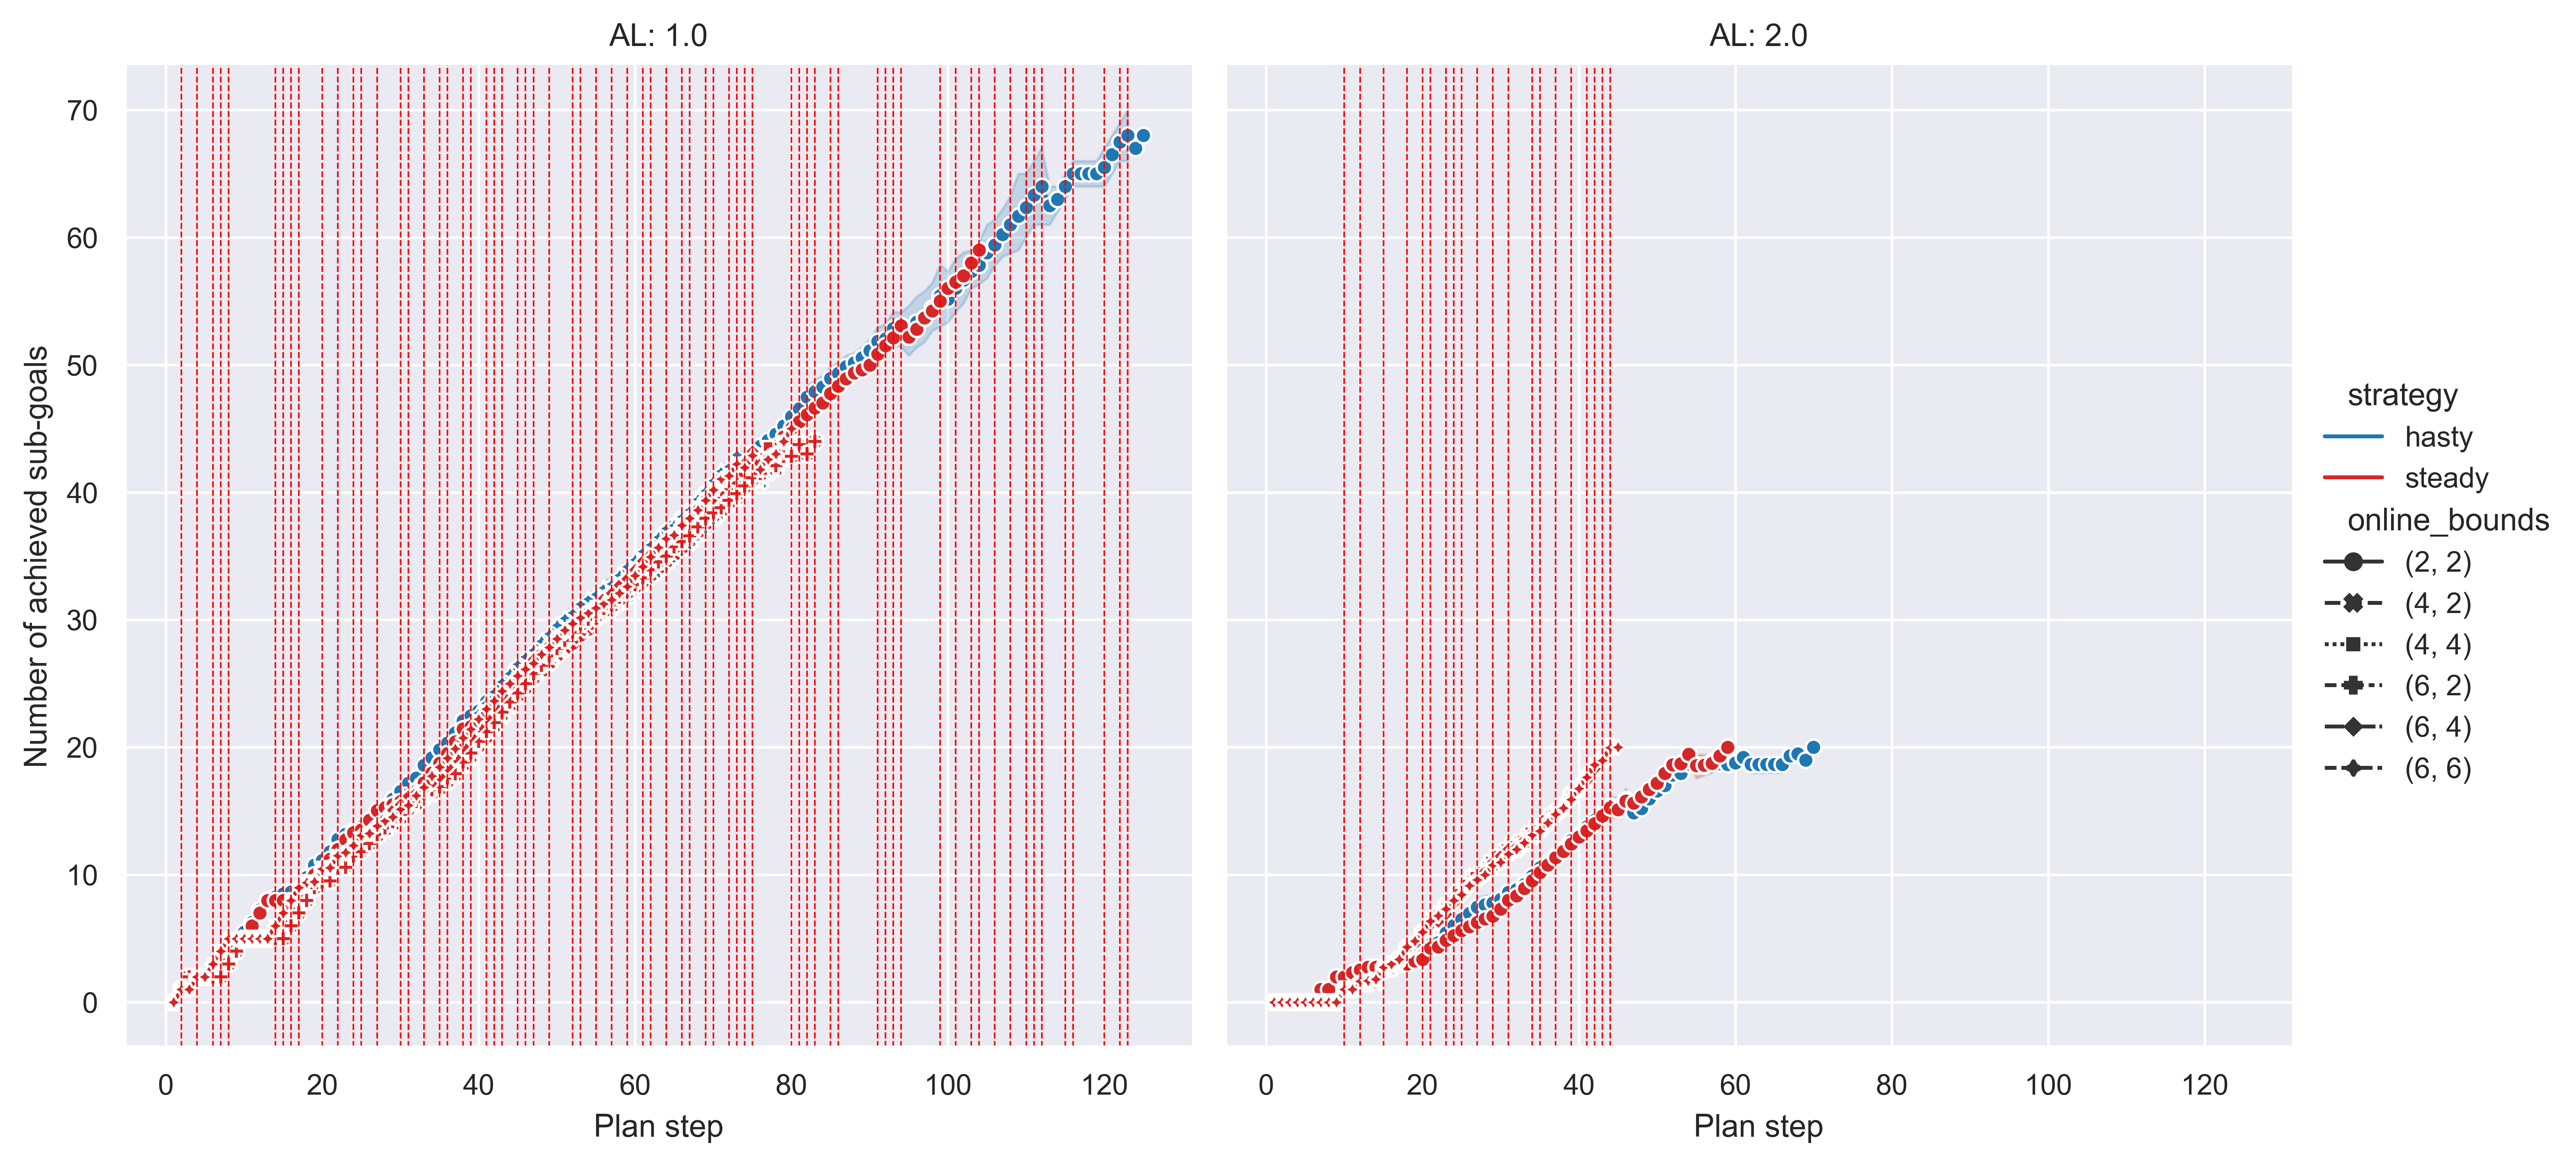 AL: 1.0
AL: 2.0
Number of achieved sub-goals
70
60
50
40
30
20
10
0
0 20 40 60 80 100 120
0 20 40 60 80 100 120
Plan step
Plan step
strategy
hasty
steady
online_bounds
(2, 2)
(4, 2)
(4, 4)
(6, 2)
(6, 4)
(6, 6)